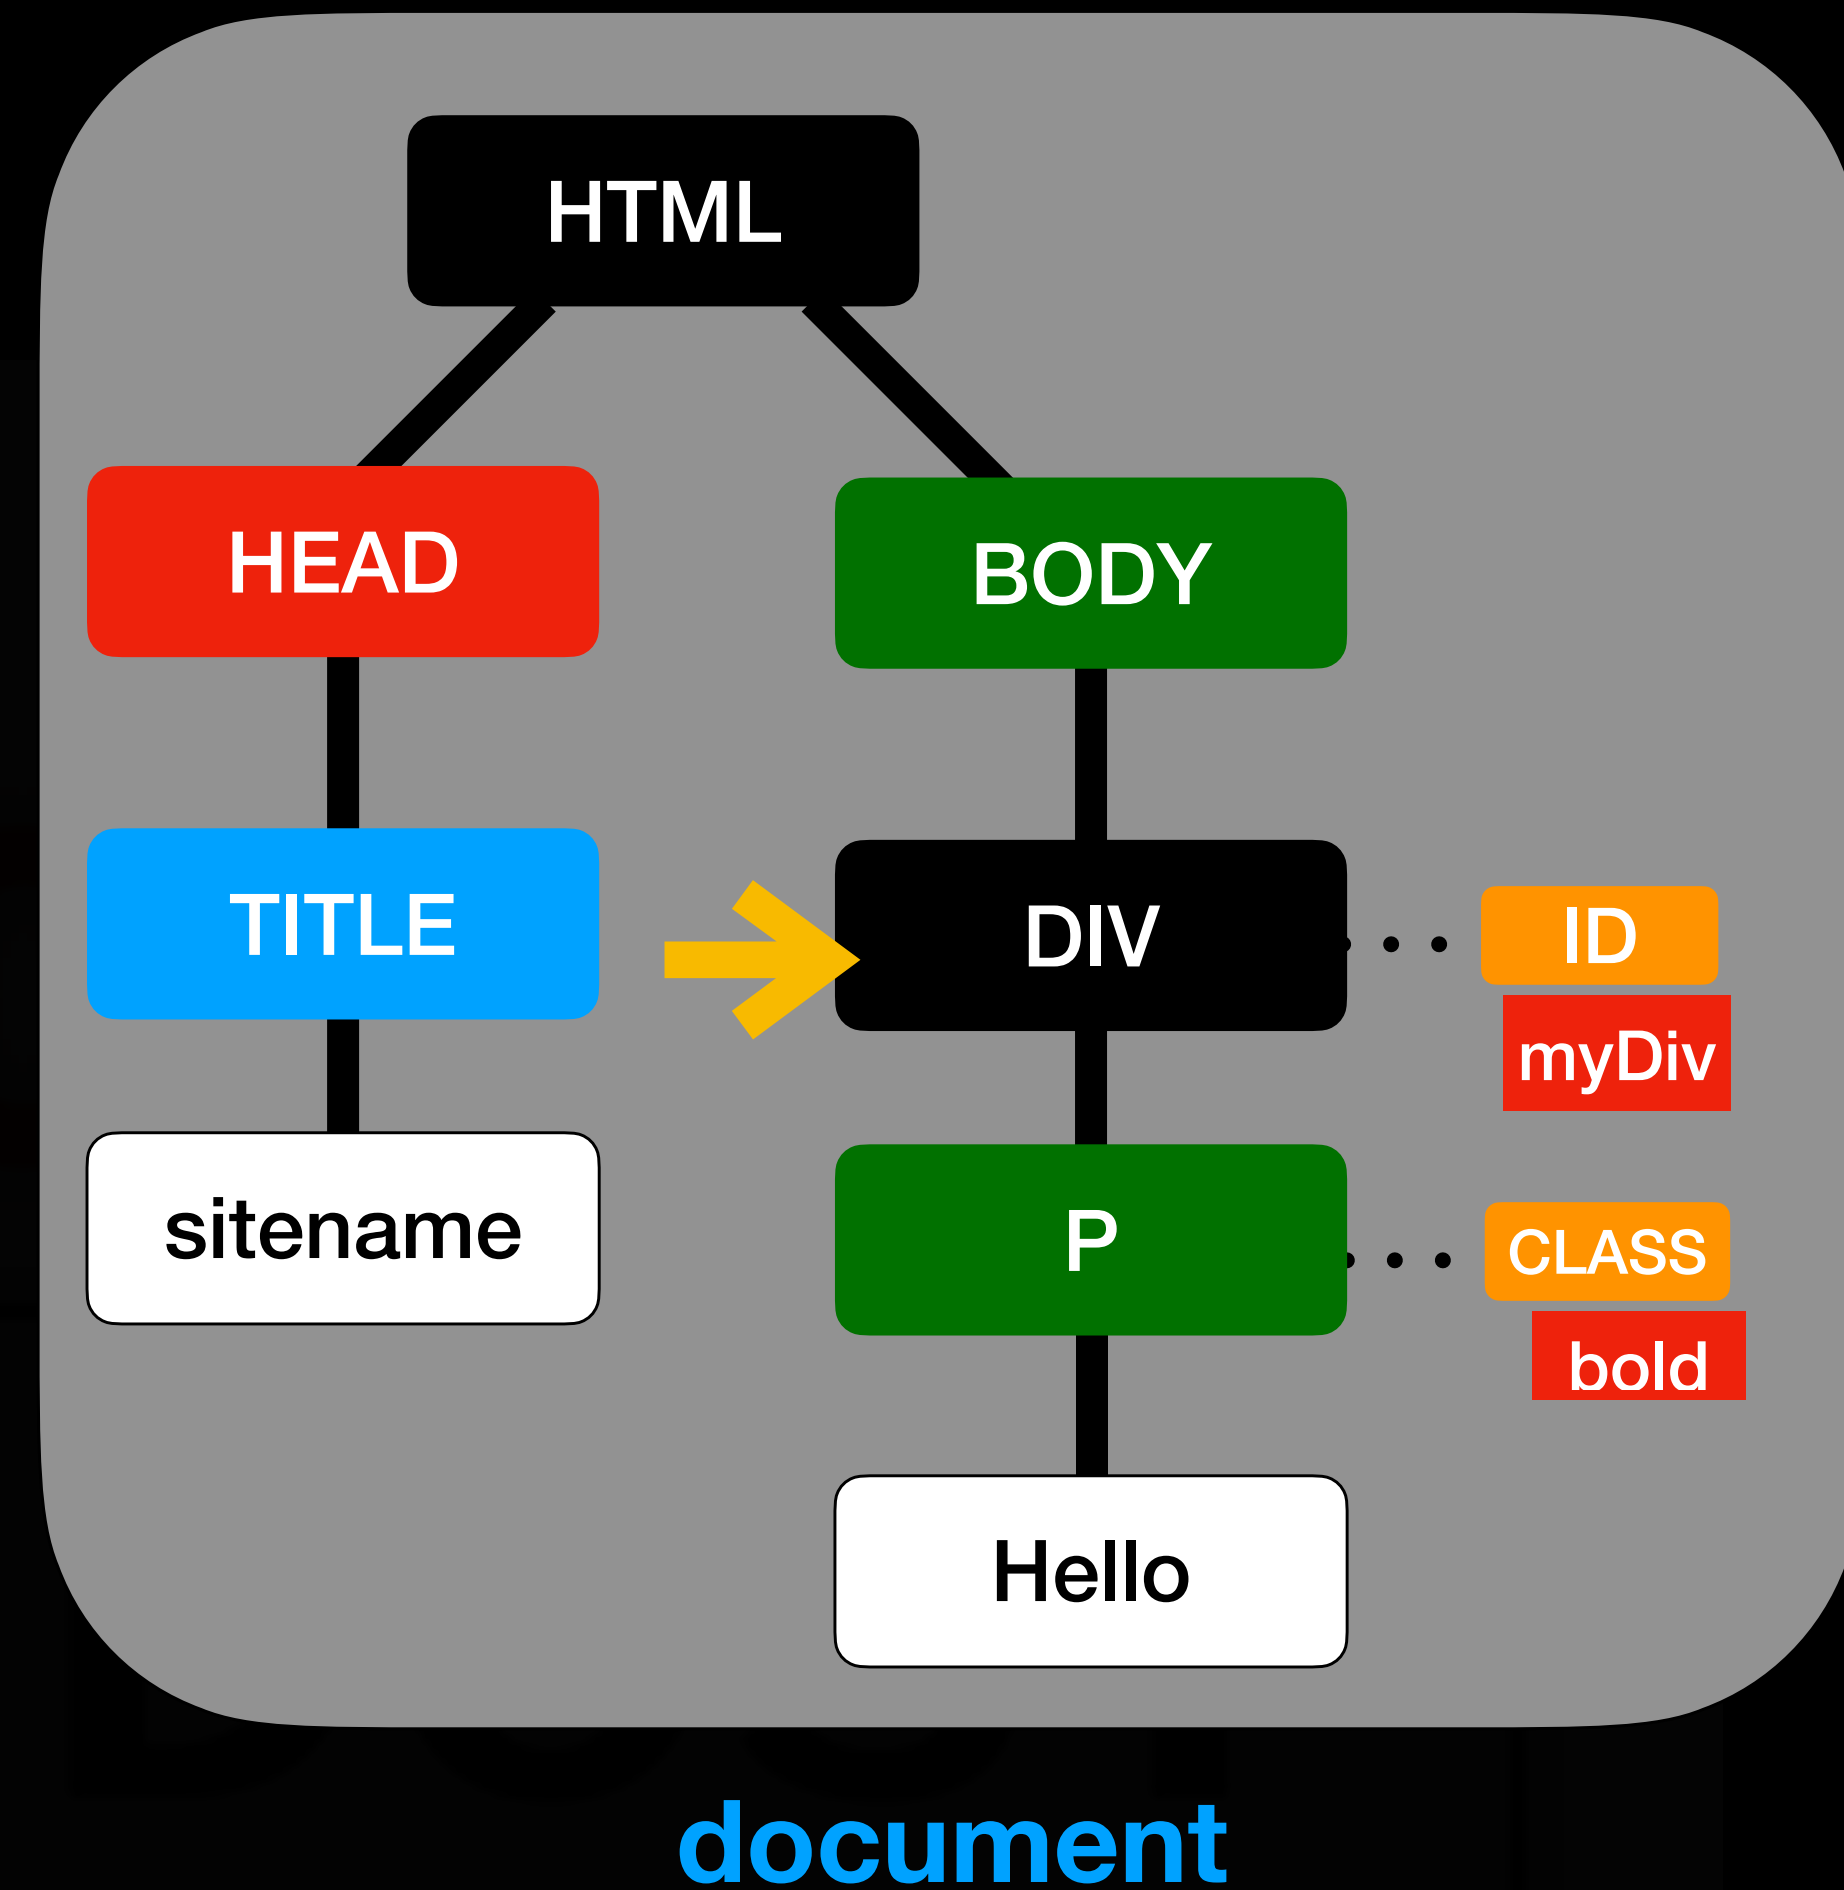 HTML
HEAD
BODY
TITLE
DIV
ID
myDiv
sitename
P
CLASS
bold
Hello
document